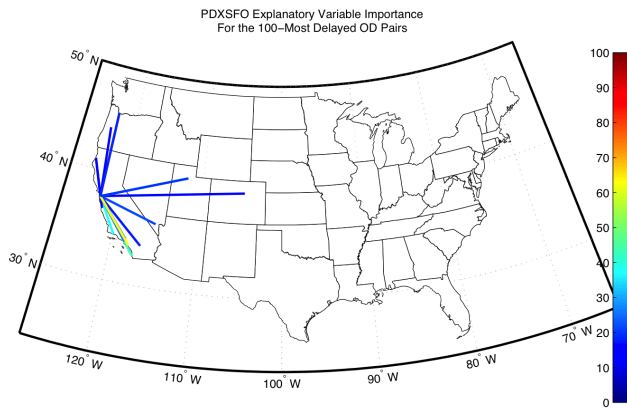 PDXSFO Explanatory Variable Importance
For the 100−Most Delayed OD Pairs
50° N
40° N
30° N
120° W
110° W
100° W
90° W
80° W
70° W
100
90
80
70
60
50
40
30
20
10
0